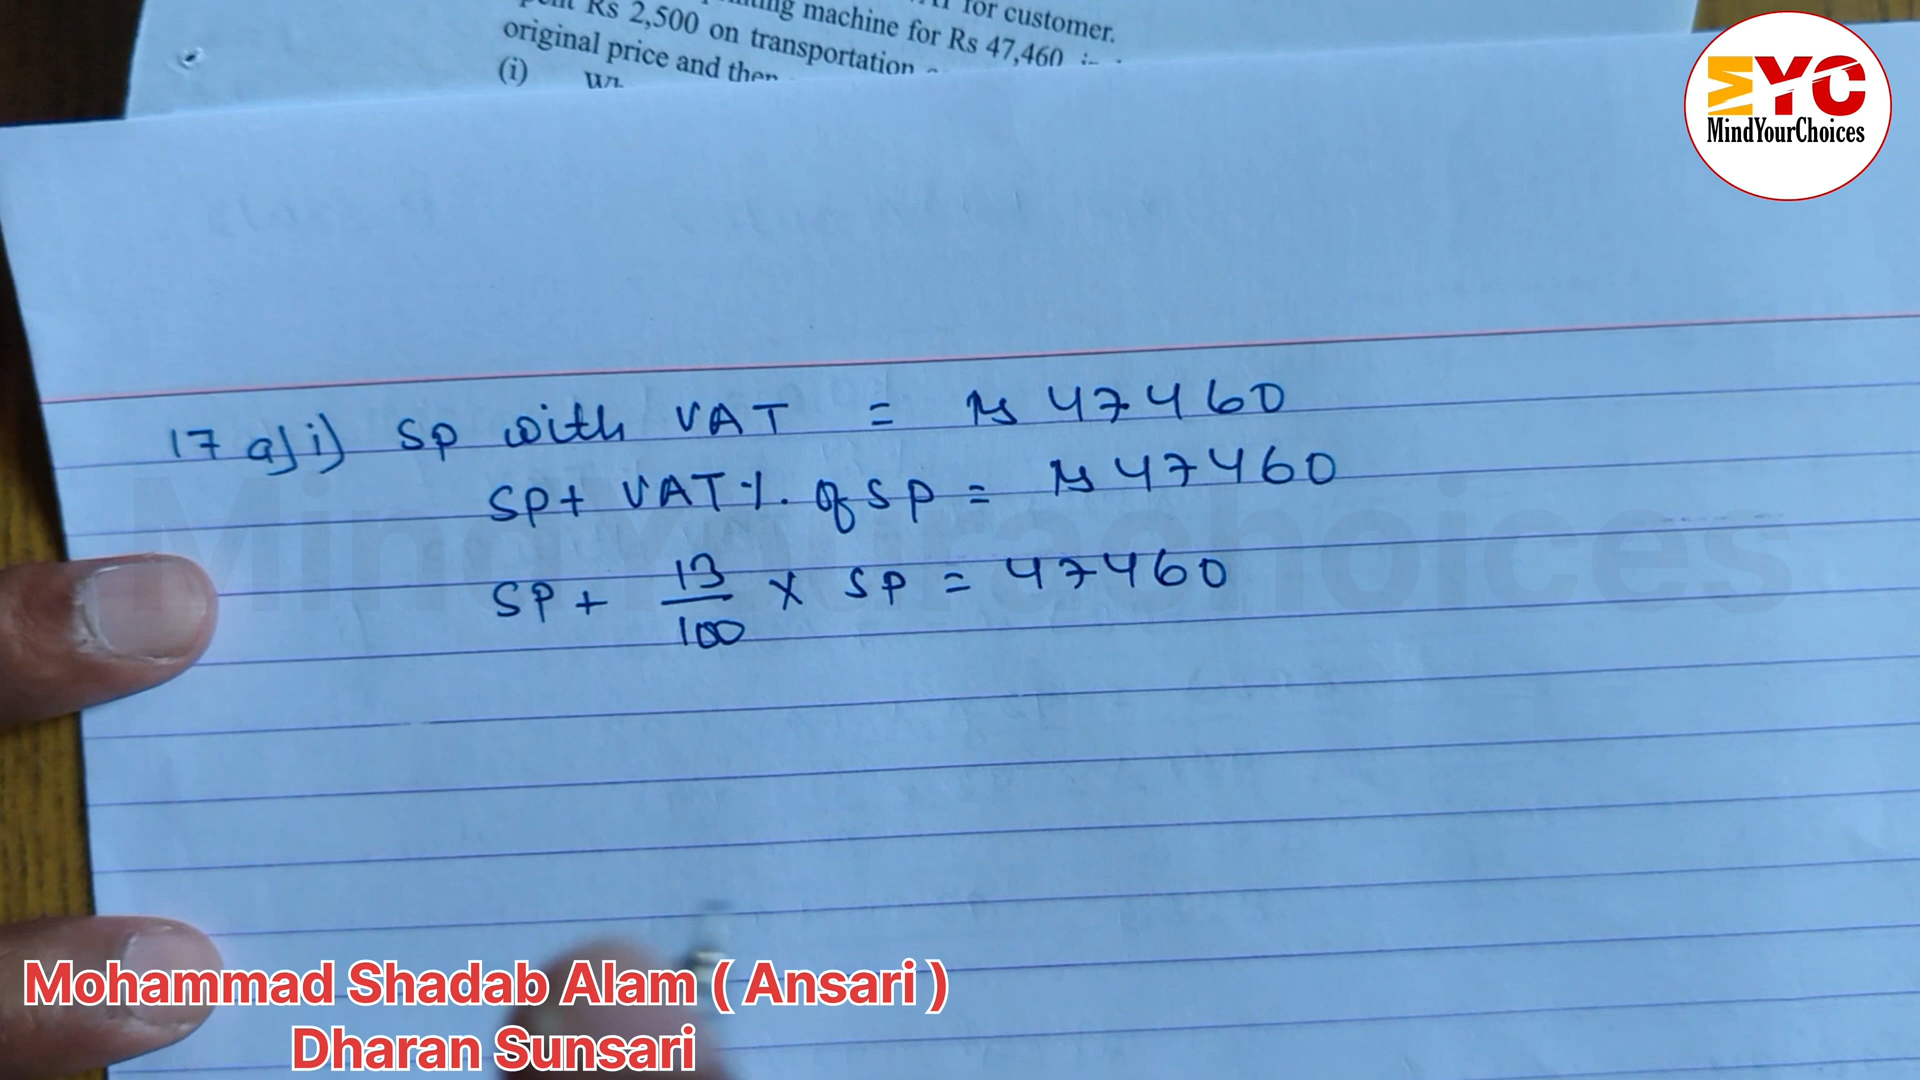 for customer.
Rs 2,500 on transportation
machine for Rs 47,460
original price and then
(i)
MYC
MindYourChoices
17 a) i) SP with VAT = Rs 47460
SP + VAT %. of SP = Rs 47460
SP + 13/100 × SP = 47460
MindYourchoices
Mohammad Shadab Alam ( Ansari )
Dharan Sunsari